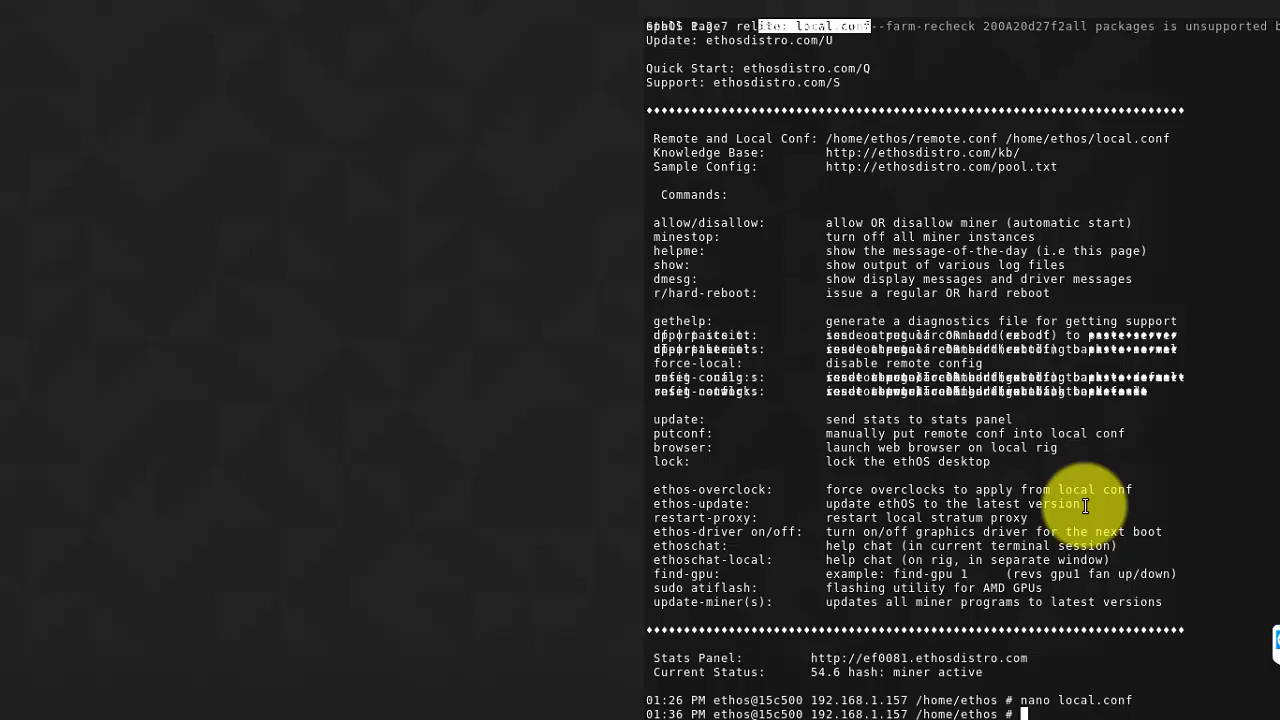 local.conf --farm-recheck 200A20d27f2all packages is unsupported b
Update: ethosdistro.com/U
Quick Start: ethosdistro.com/Q
Support: ethosdistro.com/S
Remote and Local Conf: /home/ethos/remote.conf /home/ethos/local.conf
Knowledge Base: http://ethosdistro.com/kb/
Sample Config: http://ethosdistro.com/pool.txt
Commands:
allow/disallow: allow OR disallow miner (automatic start)
minestop: turn off all miner instances
helpme: show the message-of-the-day (i.e this page)
show: show output of various log files
dmesg: show display messages and driver messages
r/hard-reboot: issue a regular OR hard reboot
gethelp: generate a diagnostics file for getting support
force-local: disable remote config
update: send stats to stats panel
putconf: manually put remote conf into local conf
browser: launch web browser on local rig
lock: lock the ethOS desktop
ethos-overclock: force overclocks to apply from local conf
ethos-update: update ethOS to the latest version
restart-proxy: restart local stratum proxy
ethos-driver on/off: turn on/off graphics driver for the next boot
ethoschat: help chat (in current terminal session)
ethoschat-local: help chat (on rig, in separate window)
find-gpu: example: find-gpu 1 (revs gpu1 fan up/down)
sudo atiflash: flashing utility for AMD GPUs
update-miner(s): updates all miner programs to latest versions
Stats Panel: http://ef0081.ethosdistro.com
Current Status: 54.6 hash: miner active
01:26 PM ethos@15c500 192.168.1.157 /home/ethos # nano local.conf
01:36 PM ethos@15c500 192.168.1.157 /home/ethos #